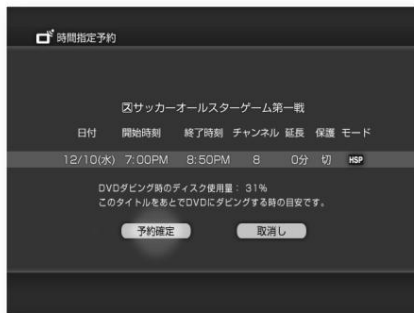 時間指定予約
スサッカーオールスターゲーム第一戦
日付 開始時刻 終了時刻 チャンネル 延長 保護 モード
12/10(水) 7:00PM 8:50PM 8 0分 切 HSP
DVDダビング時のディスク使用量： 31%
このタイトルをあとでDVDにダビングする時の目安です。
予約確定 取消し